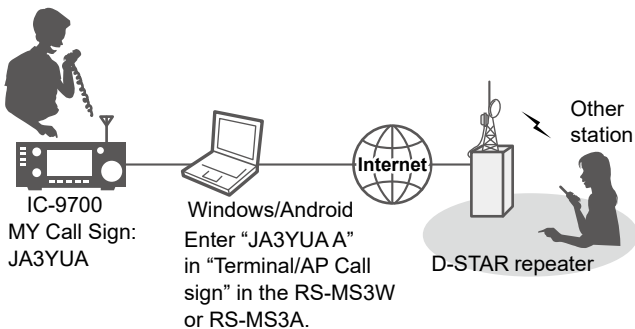 IC-9700
MY Call Sign:
JA3YUA
Windows/Android
Enter “JA3YUA A”
in “Terminal/AP Call
sign” in the RS-MS3W
or RS-MS3A.
Internet
D-STAR repeater
Other
station